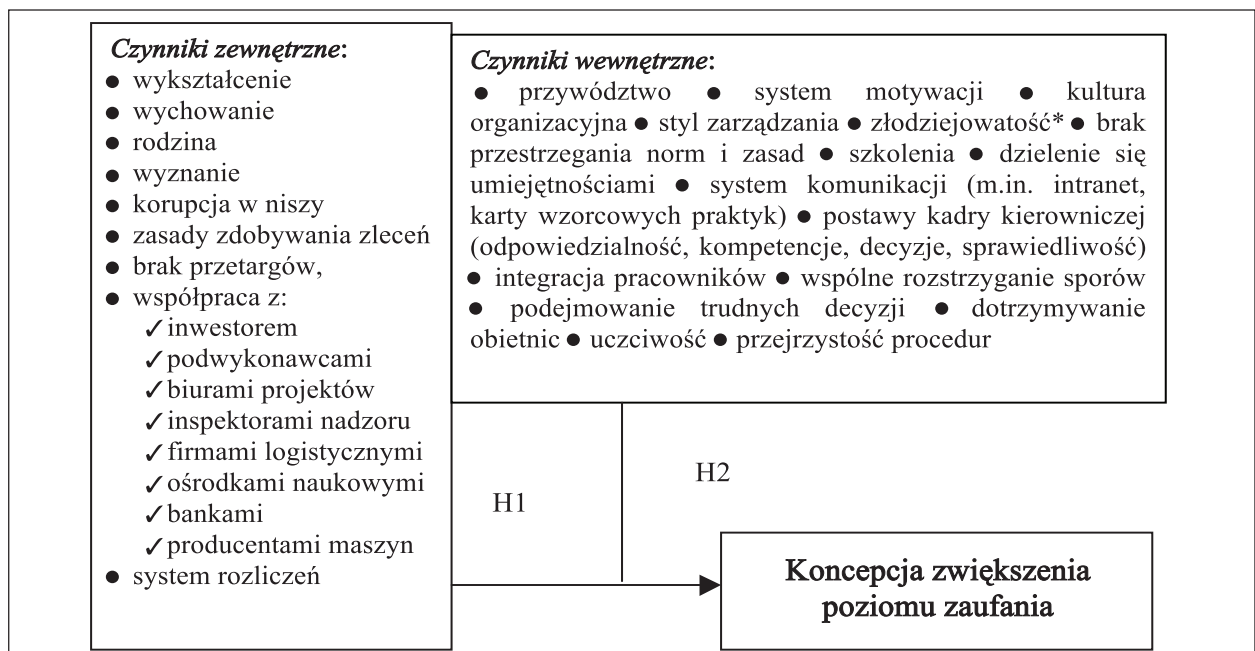 Czynniki zewnętrzne:
● wykształcenie
● wychowanie
● rodzina
● wyznanie
● korupcja w niszy
● zasady zdobywania zleceń
● brak przetargów,
● współpraca z:
✓ inwestorem
✓ podwykonawcami
✓ biurami projektów
✓ inspektorami nadzoru
✓ firmami logistycznymi
✓ ośrodkami naukowymi
✓ bankami
✓ producentami maszyn
● system rozliczeń
Czynniki wewnętrzne:
● przywództwo ● system motywacji ● kultura
organizacyjna ● styl zarządzania ● złodziejowatość* ● brak
przestrzegania norm i zasad ● szkolenia ● dzielenie się
umiejętnościami ● system komunikacji (m.in. intranet,
karty wzorcowych praktyk) ● postawy kadry kierowniczej
(odpowiedzialność, kompetencje, decyzje, sprawiedliwość)
● integracja pracowników ● wspólne rozstrzyganie sporów
● podejmowanie trudnych decyzji ● dotrzymywanie
obietnic ● uczciwość ● przejrzystość procedur
H1
H2
Koncepcja zwiększenia
poziomu zaufania